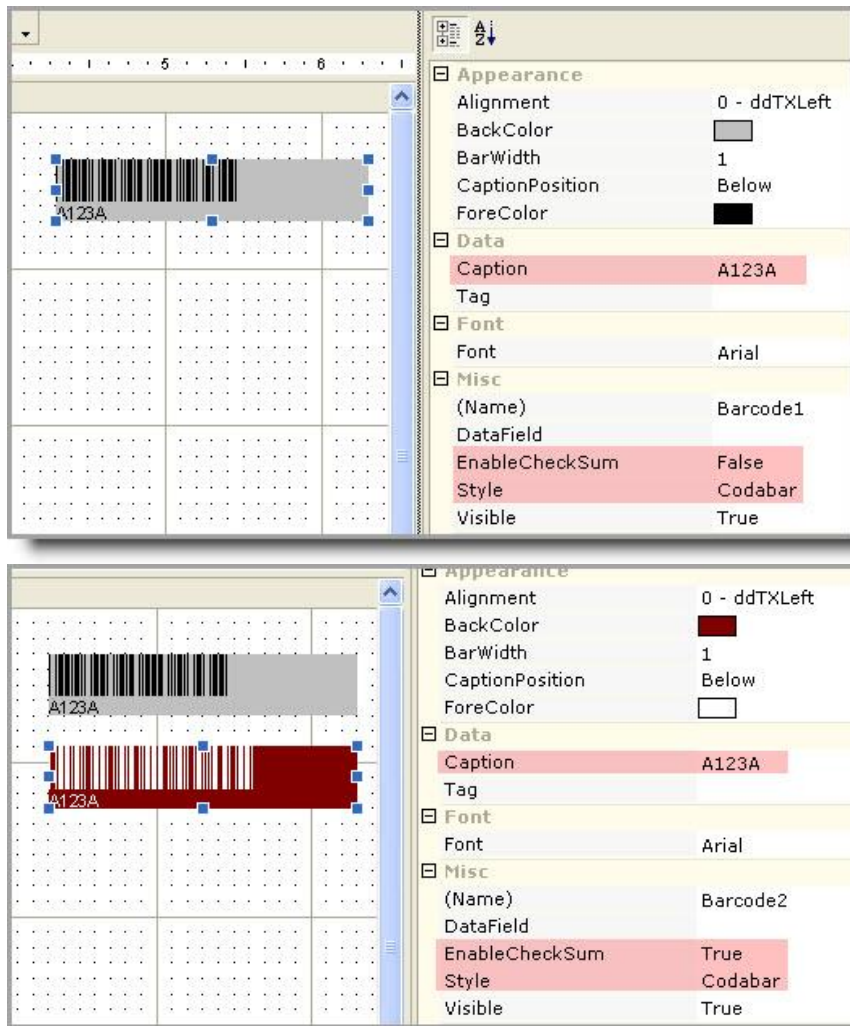 5 6
Appearance
Alignment 0 - ddTXLeft
BackColor
BarWidth 1
CaptionPosition Below
ForeColor
Data
Caption A123A
Tag
Font
Font Arial
Misc
(Name) Barcode1
DataField
EnableCheckSum False
Style Codabar
Visible True
A123A
Appearance
Alignment 0 - ddTXLeft
BackColor
BarWidth 1
CaptionPosition Below
ForeColor
Data
Caption A123A
Tag
Font
Font Arial
Misc
(Name) Barcode2
DataField
EnableCheckSum True
Style Codabar
Visible True
A123A
A123A